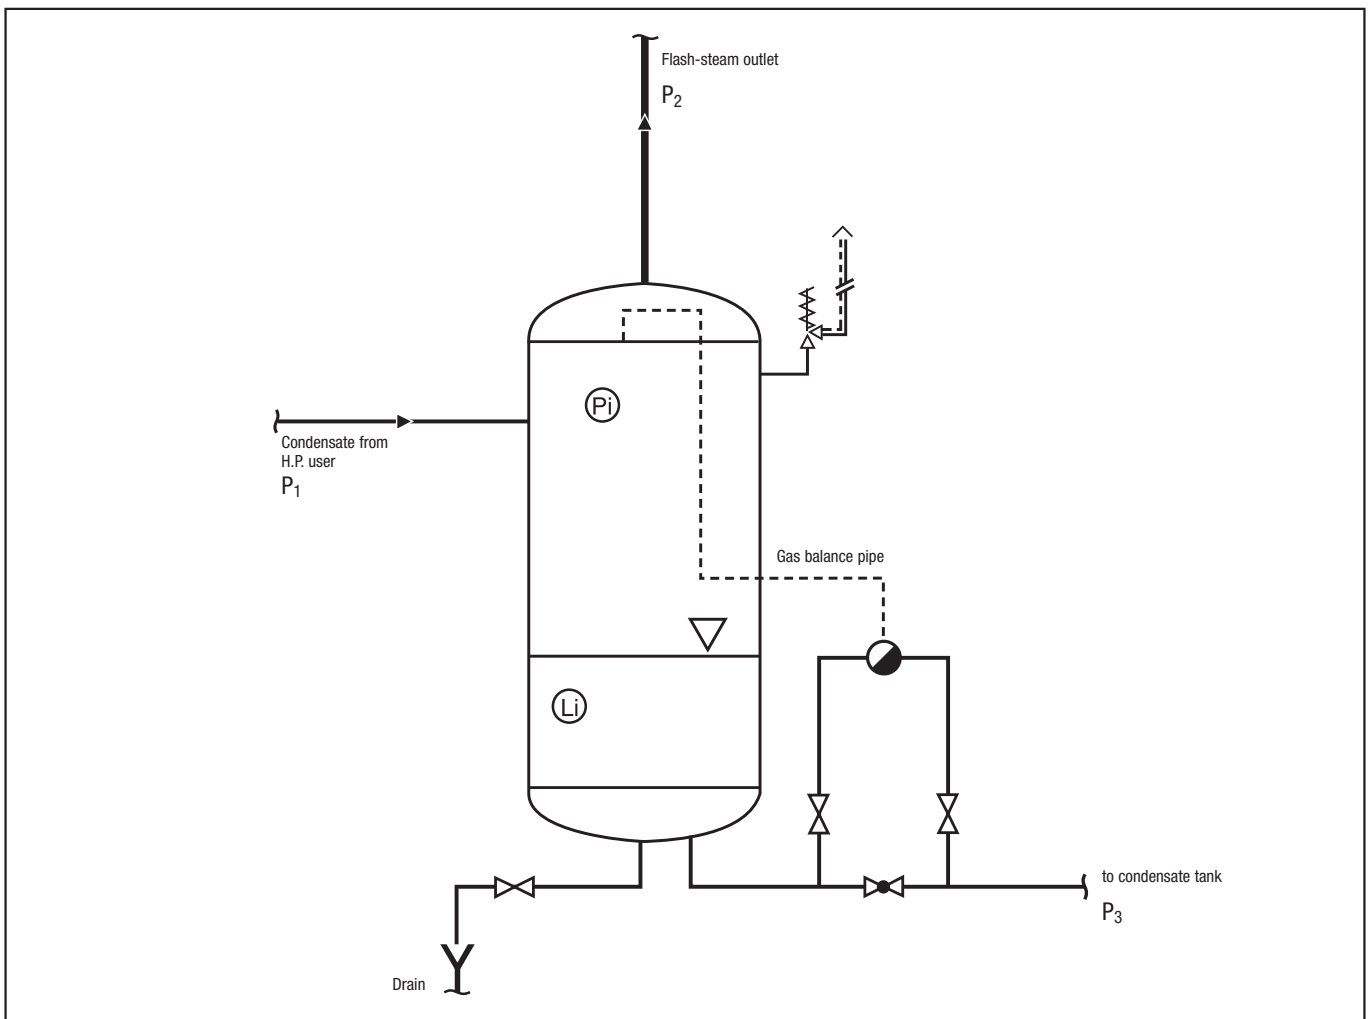 Flash-steam outlet
P₂
Pi
Condensate from
H.P. user
P₁
Gas balance pipe
Li
to condensate tank
P₃
Drain